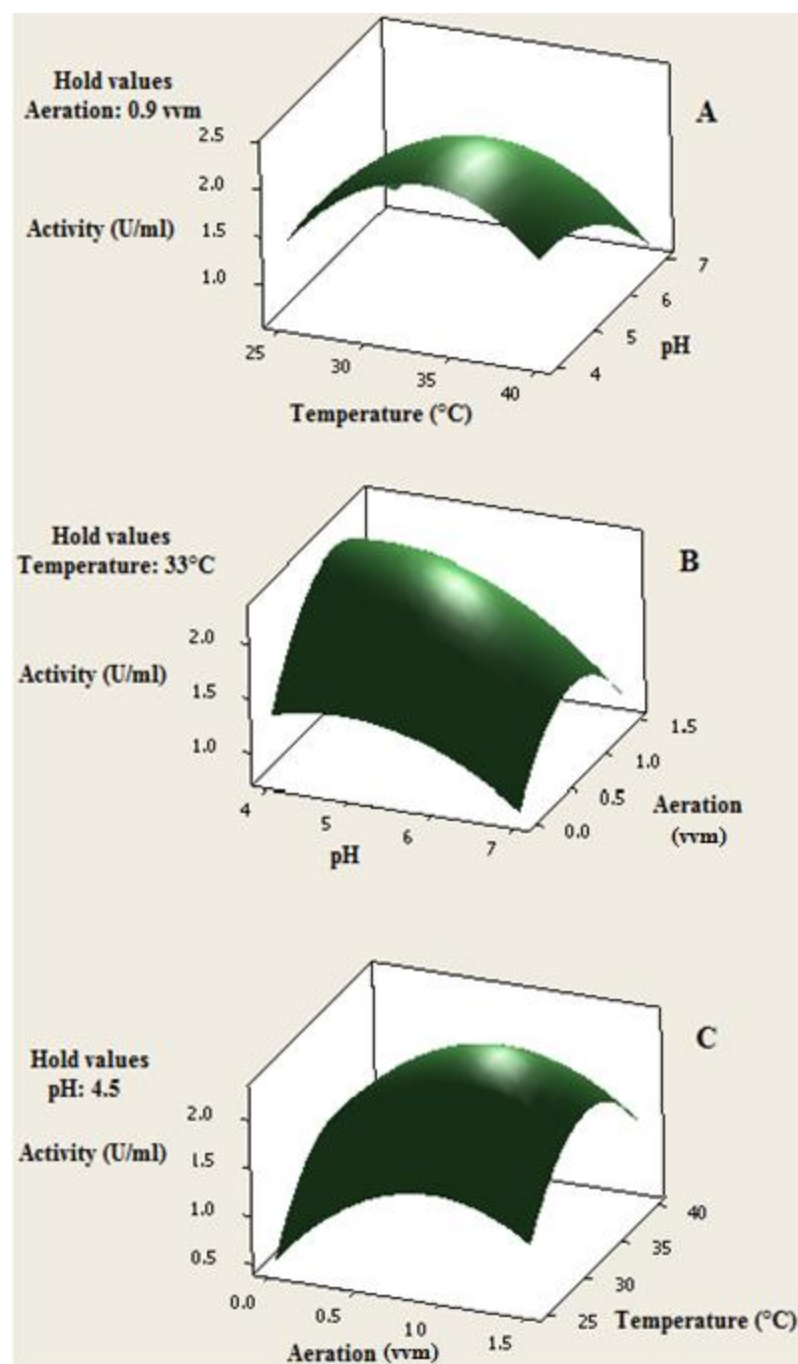 Hold values
Aeration: 0.9 vvm
A
2.5
2.0
Activity (U/ml)
1.5
1.0
25
30
35
40
Temperature (°C)
4
5
6
7
pH
Hold values
Temperature: 33°C
B
2.0
Activity (U/ml)
1.5
1.0
4
5
6
7
pH
0.0
0.5
1.0
1.5
Aeration
(vvm)
Hold values
pH: 4.5
C
2.0
Activity (U/ml)
1.5
1.0
0.5
0.0
0.5
10
1.5
Aeration (vvm)
25
30
35
40
Temperature (°C)